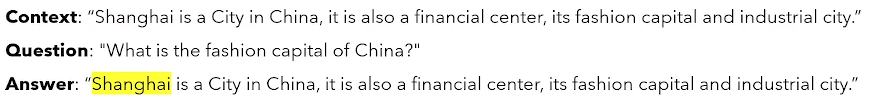 Context: “Shanghai is a City in China, it is also a financial center, its fashion capital and industrial city.”
Question: "What is the fashion capital of China?"
Answer: “Shanghai is a City in China, it is also a financial center, its fashion capital and industrial city.”